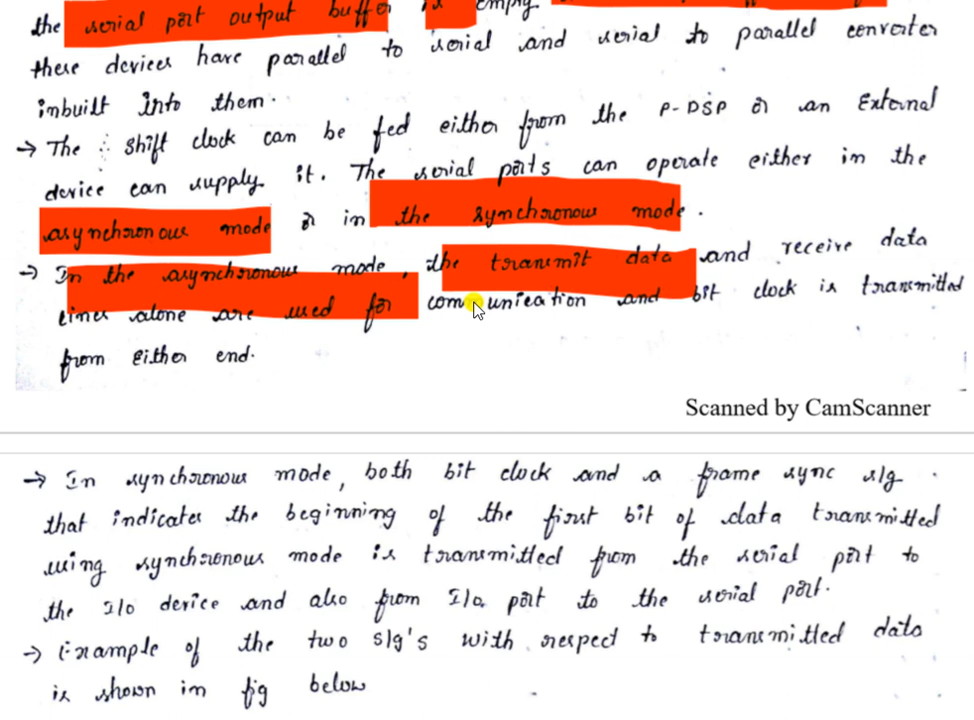 the serial port output buffer is empty.
these devices have parallel to serial and serial to parallel converter
inbuilt into them.
→ The shift clock can be fed either from the P-DSP or an External
device can supply it. The serial ports can operate either in the
asynchronous mode or in the synchronous mode.
→ In the asynchronous mode, the transmit data and receive data
lines alone are used for communication and bit clock is transmitted
from either end.
Scanned by CamScanner
→ In synchronous mode, both bit clock and a frame sync s/g
that indicates the beginning of the first bit of data transmitted
using synchronous mode is transmitted from the serial port to
the I/o device and also from I/o port to the serial port.
→ Example of the two s/g's with respect to transmitted data
is shown in fig below